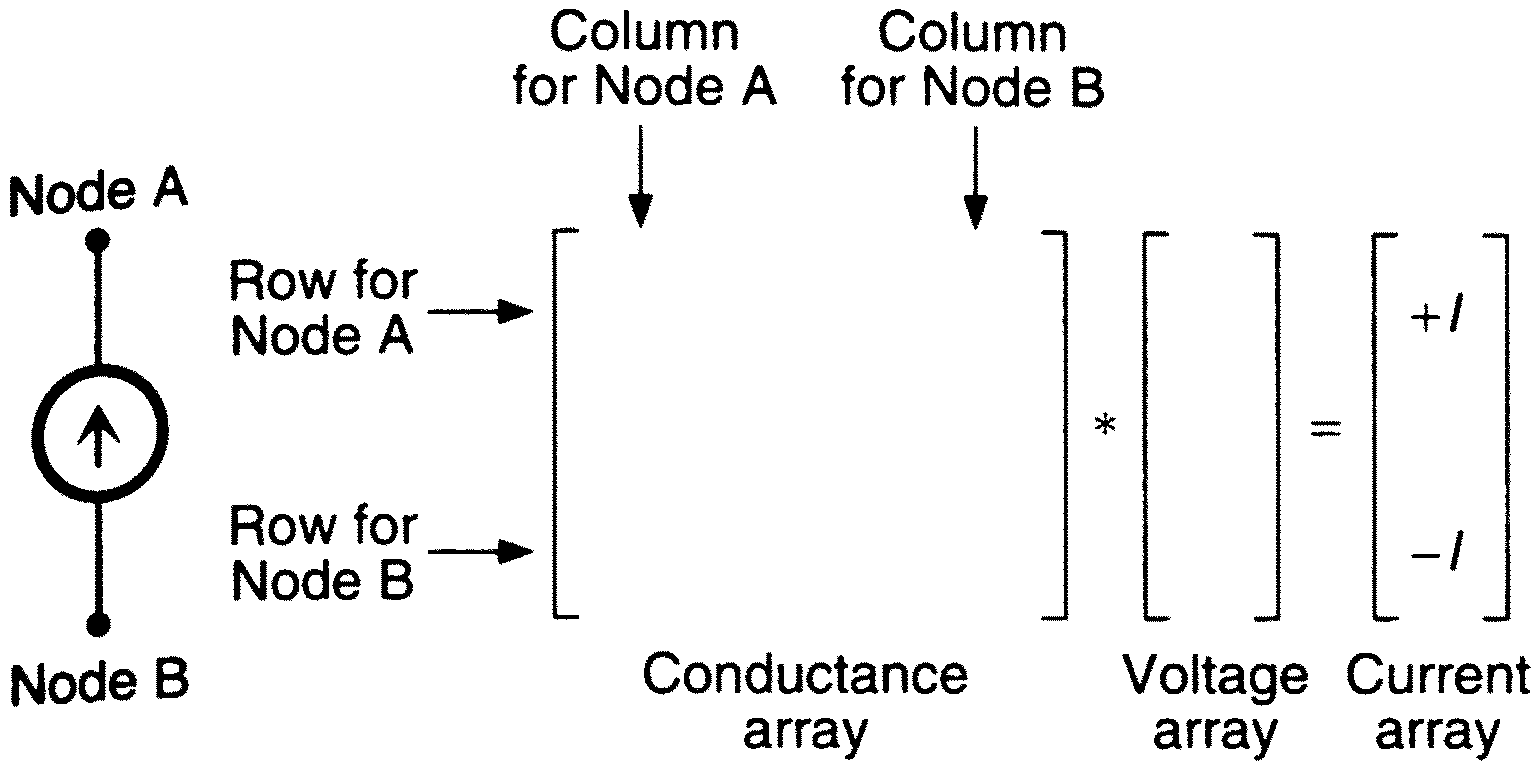 Column
for Node A
Column
for Node B
Node A
Row for
Node A
+I
* =
Row for
Node B
−I
Node B
Conductance
array
Voltage
array
Current
array